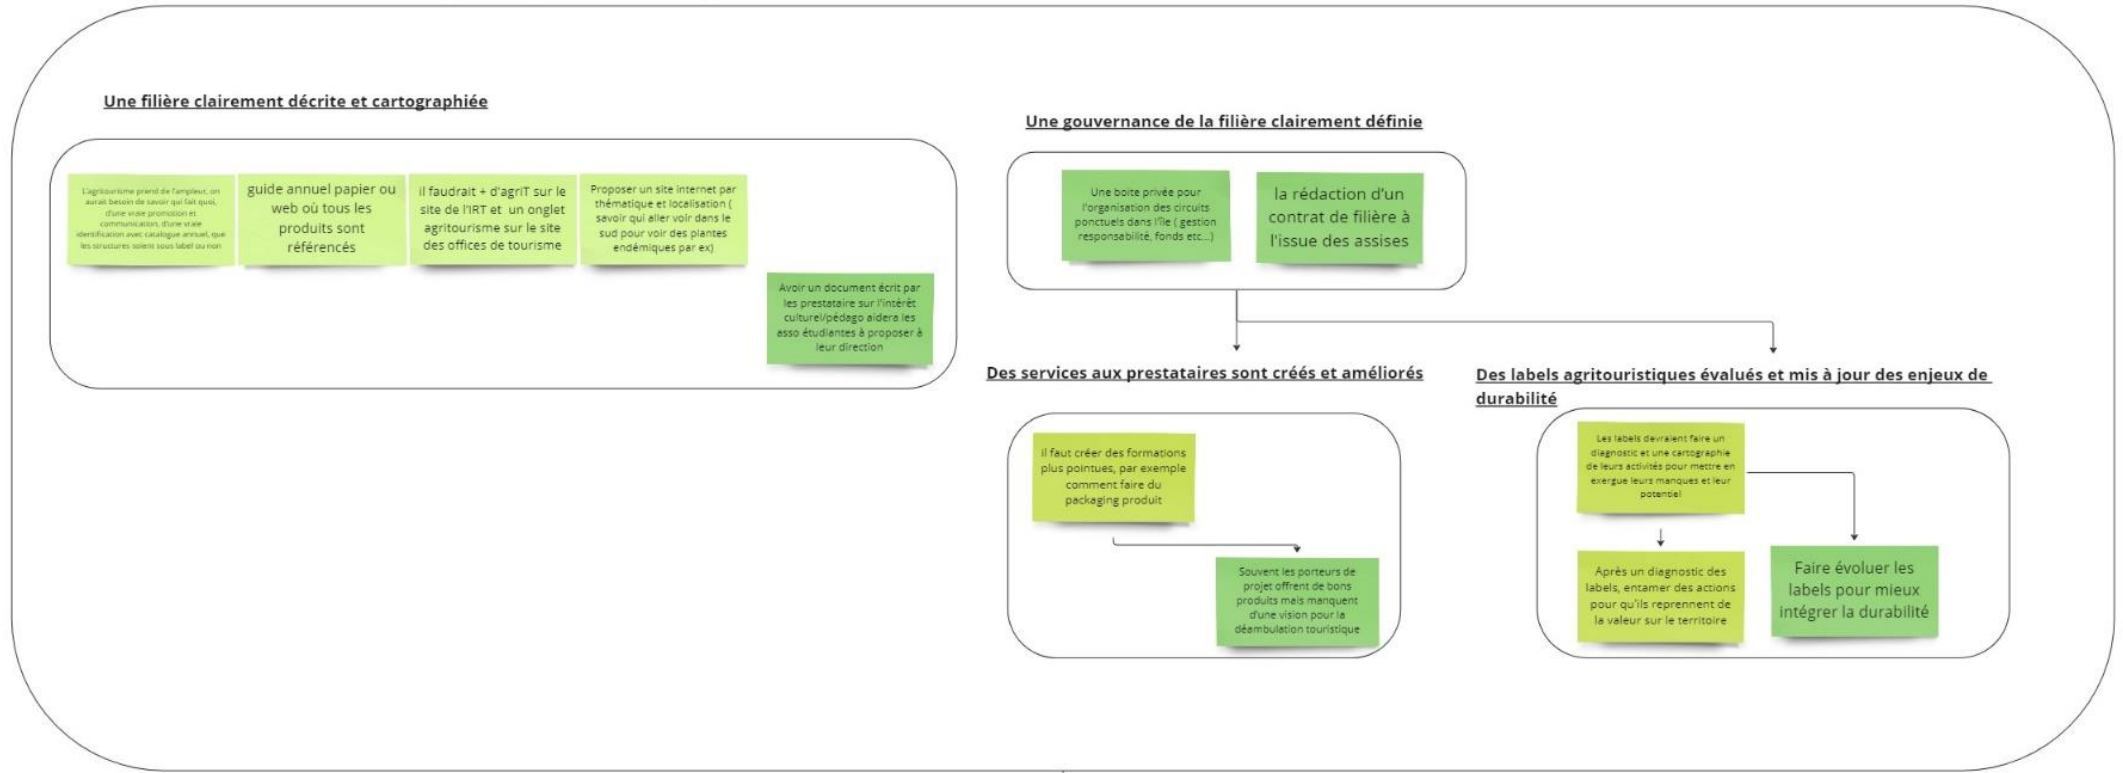 Une filière clairement décrite et cartographiée
L'agritourisme prend de l'ampleur, on
aurait besoin de savoir qui fait quoi,
d'une vraie promotion et
communication, d'une vraie
identification avec catalogue annuel, que
les structures soient sous label ou non
guide annuel papier ou
web où tous les
produits sont
référencés
il faudrait + d'agriT sur le
site de l'IRT et un onglet
agritourisme sur le site
des offices de tourisme
Proposer un site internet par
thématique et localisation (
savoir qui aller voir dans le
sud pour voir des plantes
endémiques par ex)
Avoir un document écrit par
les prestataire sur l'intérêt
culturel/pédago aidera les
asso étudiantes à proposer à
leur direction
Une gouvernance de la filière clairement définie
Une boite privée pour
l'organisation des circuits
ponctuels dans l'île ( gestion
responsabilité, fonds etc...)
la rédaction d'un
contrat de filière à
l'issue des assises
Des services aux prestataires sont créés et améliorés
il faut créer des formations
plus pointues, par exemple
comment faire du
packaging produit
Souvent les porteurs de
projet offrent de bons
produits mais manquent
d'une vision pour la
déambulation touristique
Des labels agritouristiques évalués et mis à jour des enjeux de
durabilité
Les labels devraient faire un
diagnostic et une cartographie
de leurs activités pour mettre en
exergue leurs manques et leur
potentiel
Après un diagnostic des
labels, entamer des actions
pour qu'ils reprennent de
la valeur sur le territoire
Faire évoluer les
labels pour mieux
intégrer la durabilité